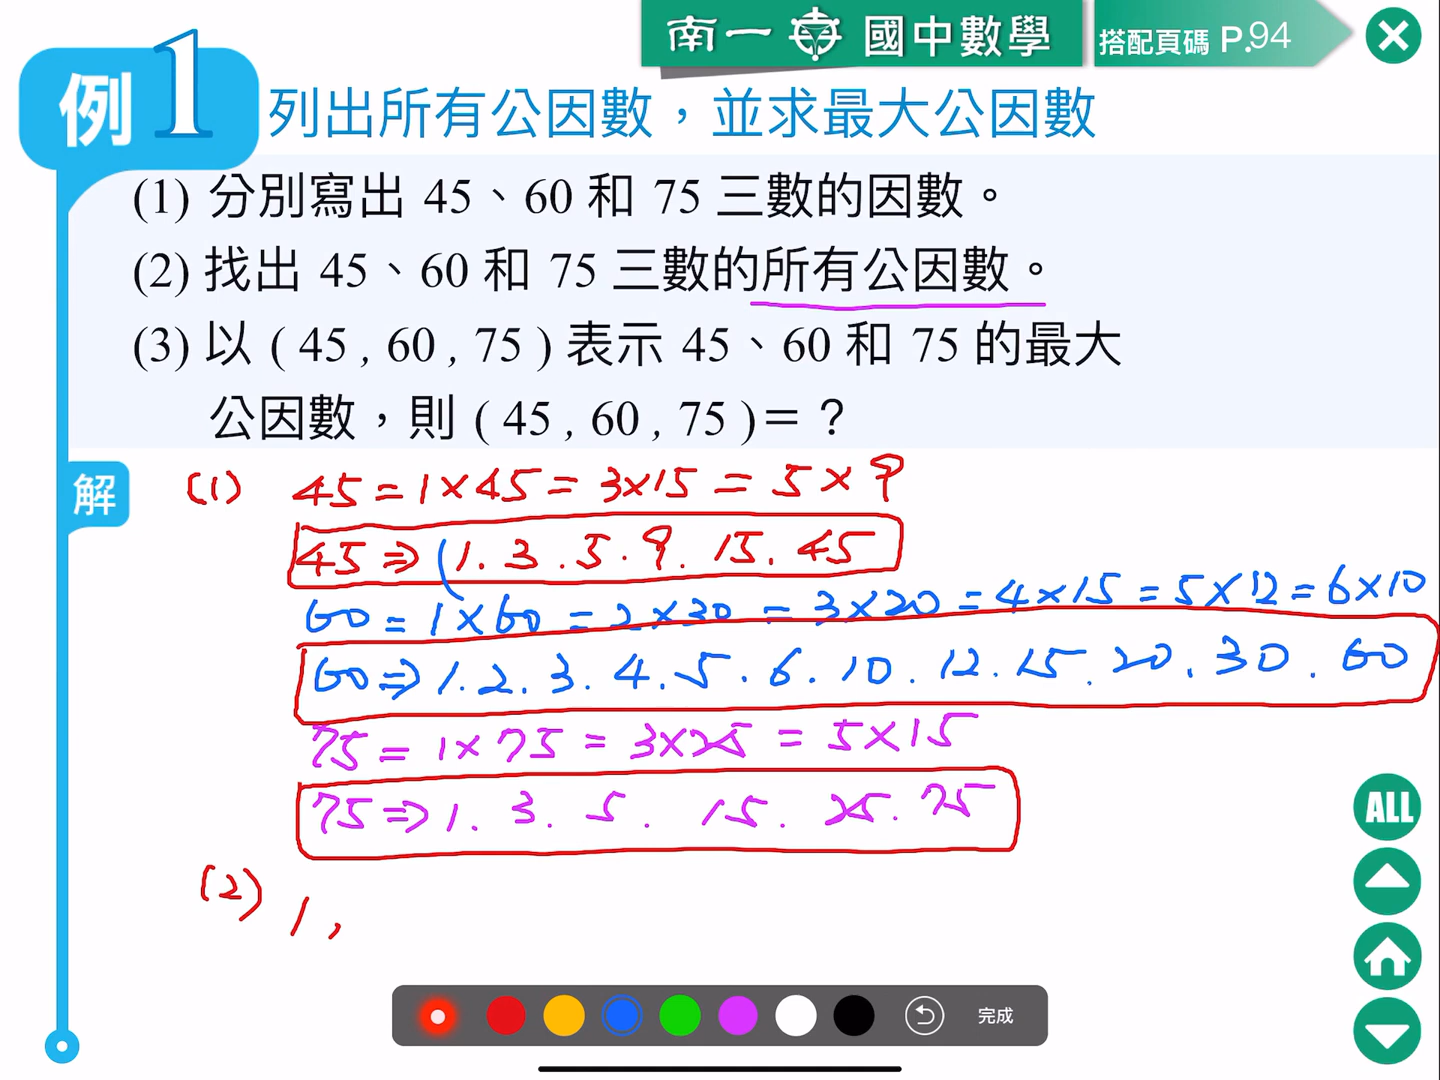 南一 國中數學
搭配頁碼 P.94
例1 列出所有公因數，並求最大公因數
(1) 分別寫出 45、60 和 75 三數的因數。
(2) 找出 45、60 和 75 三數的所有公因數。
(3) 以 ( 45 , 60 , 75 ) 表示 45、60 和 75 的最大
公因數，則 ( 45 , 60 , 75 )＝？
解
(1) 45 = 1×45 = 3×15 = 5×9
45 ⇒ 1. 3. 5. 9. 15. 45
60 = 1×60 = 2×30 = 3×20 = 4×15 = 5×12 = 6×10
60 ⇒ 1. 2. 3. 4. 5. 6. 10. 12. 15. 20. 30. 60
75 = 1×75 = 3×25 = 5×15
75 ⇒ 1. 3. 5. 15. 25. 75
(2) 1,
ALL
完成